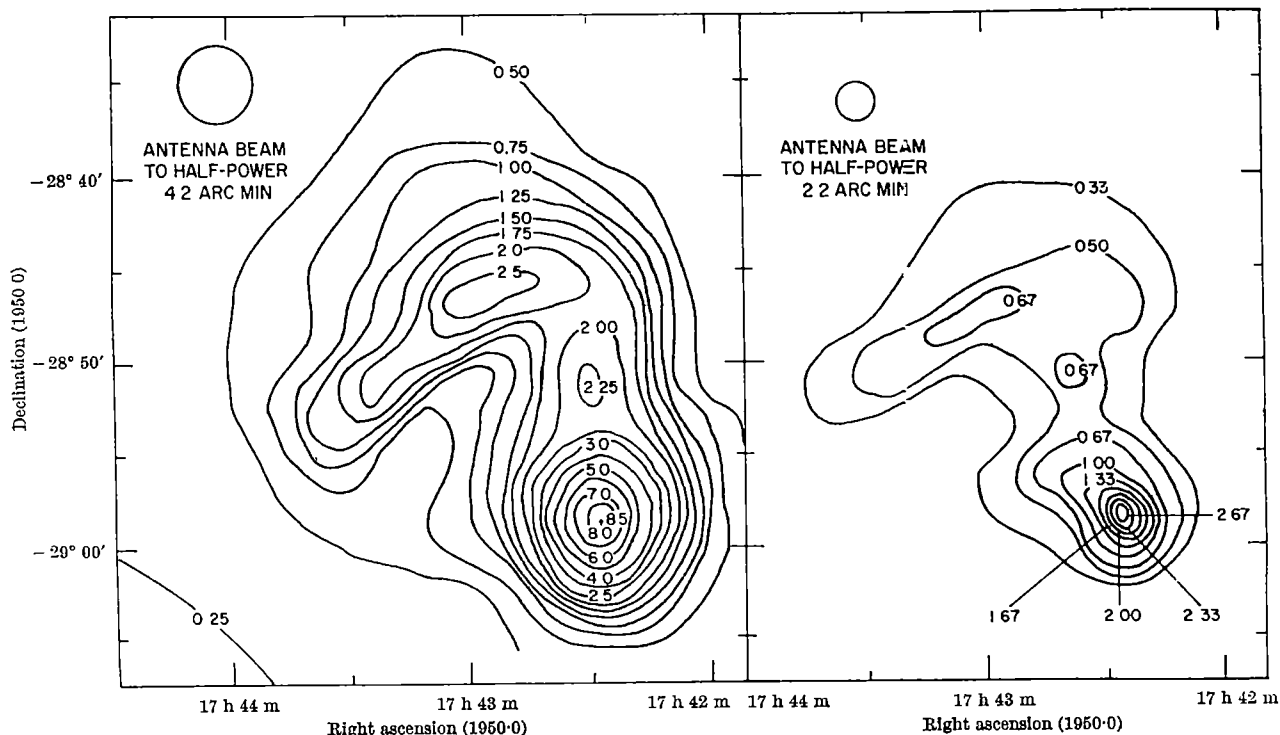 ANTENNA BEAM
TO HALF-POWER
4 2 ARC MIN
0 50
0 75
1 00
1 25
1 50
1 75
2 0
2 5
2 00
2 25
3 0
5 0
7 0
8 5
8 0
6 0
4 0
2 5
0 25
− 28° 40′
− 28° 50′
− 29° 00′
Declination (1950 0)
17 h 44 m
17 h 43 m
17 h 42 m
Right ascension (1950·0)
ANTENNA BEAM
TO HALF-POWER
2 2 ARC MIN
0 33
0 50
0 67
0 67
0 67
1 00
1 33
2 67
1 67
2 00
2 33
17 h 44 m
17 h 43 m
17 h 42 m
Right ascension (1950·0)